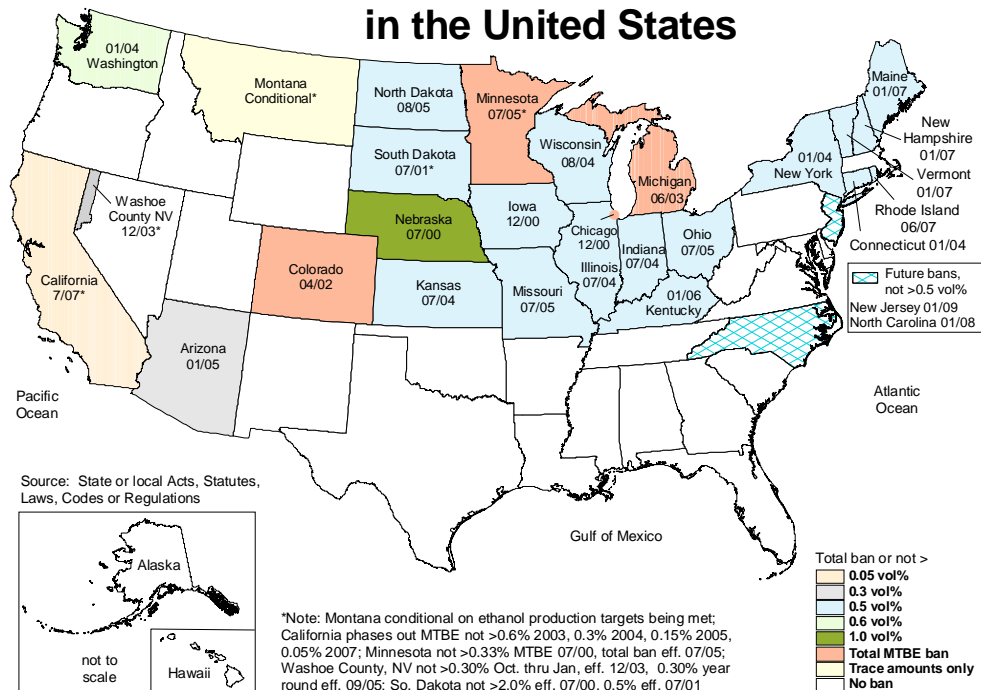 in the United States
01/04
Washington
Montana
Conditional*
North Dakota
08/05
Minnesota
07/05*
South Dakota
07/01*
Wisconsin
08/04
Michigan
06/03
Maine
01/07
New
Hampshire
01/07
Vermont
01/07
01/04
New York
Rhode Island
06/07
Connecticut 01/04
Washoe
County NV
12/03*
California
7/07*
Nebraska
07/00
Iowa
12/00
Chicago
12/00
Illinois
07/04
Indiana
07/04
Ohio
07/05
Colorado
04/02
Kansas
07/04
Missouri
07/05
01/06
Kentucky
Arizona
01/05
Future bans,
not >0.5 vol%
New Jersey 01/09
North Carolina 01/08
Pacific
Ocean
Atlantic
Ocean
Gulf of Mexico
Source: State or local Acts, Statutes,
Laws, Codes or Regulations
Alaska
not to
scale
Hawaii
*Note: Montana conditional on ethanol production targets being met;
California phases out MTBE not >0.6% 2003, 0.3% 2004, 0.15% 2005,
0.05% 2007; Minnesota not >0.33% MTBE 07/00, total ban eff. 07/05;
Washoe County, NV not >0.30% Oct. thru Jan, eff. 12/03, 0.30% year
round eff. 09/05; So. Dakota not >2.0% eff. 07/00, 0.5% eff. 07/01
Total ban or not >
0.05 vol%
0.3 vol%
0.5 vol%
0.6 vol%
1.0 vol%
Total MTBE ban
Trace amounts only
No ban